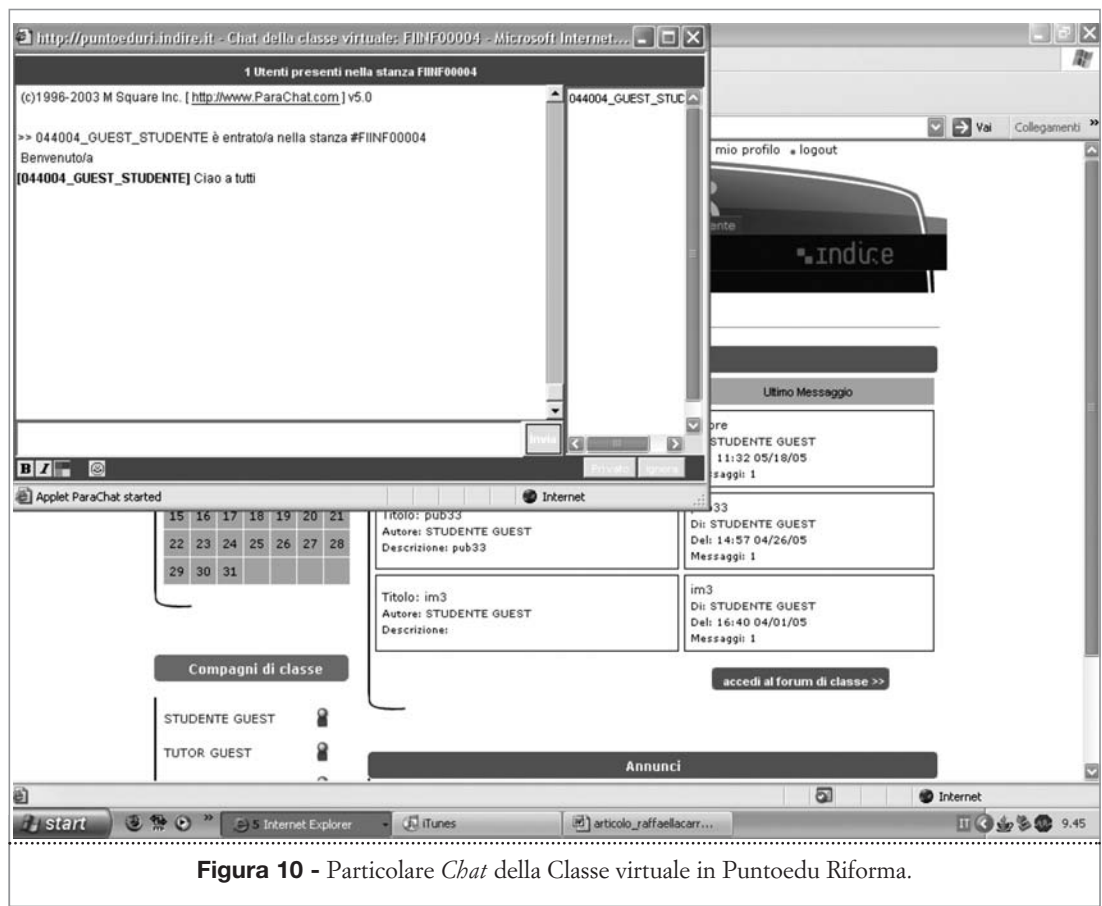 http://puntoeduri.indire.it - Chat della classe virtuale: FIINF00004 - Microsoft Internet...
1 Utenti presenti nella stanza FIINF00004
(c)1996-2003 M Square Inc. [ http://www.ParaChat.com ] v5.0
>> 044004_GUEST_STUDENTE è entrato/a nella stanza #FIINF00004
Benvenuto/a
[044004_GUEST_STUDENTE] Ciao a tutti
044004_GUEST_STUD
Invia
B I
Privato Ignora
Applet ParaChat started
Internet
Vai Collegamenti »
mio profilo logout
indire
Ultimo Messaggio
STUDENTE GUEST
11:32 05/18/05
Messaggi: 1
15 16 17 18 19 20 21
22 23 24 25 26 27 28
29 30 31
Titolo: pub33
Autore: STUDENTE GUEST
Descrizione: pub33
Di: STUDENTE GUEST
Del: 14:57 04/26/05
Messaggi: 1
Titolo: im3
Autore: STUDENTE GUEST
Descrizione:
im3
Di: STUDENTE GUEST
Del: 16:40 04/01/05
Messaggi: 1
accedi al forum di classe >>
Compagni di classe
STUDENTE GUEST
TUTOR GUEST
Annunci
Internet
start
»
5 Internet Explorer
iTunes
articolo_raffaellacarr...
IT
9.45
Figura 10 - Particolare Chat della Classe virtuale in Puntoedu Riforma.